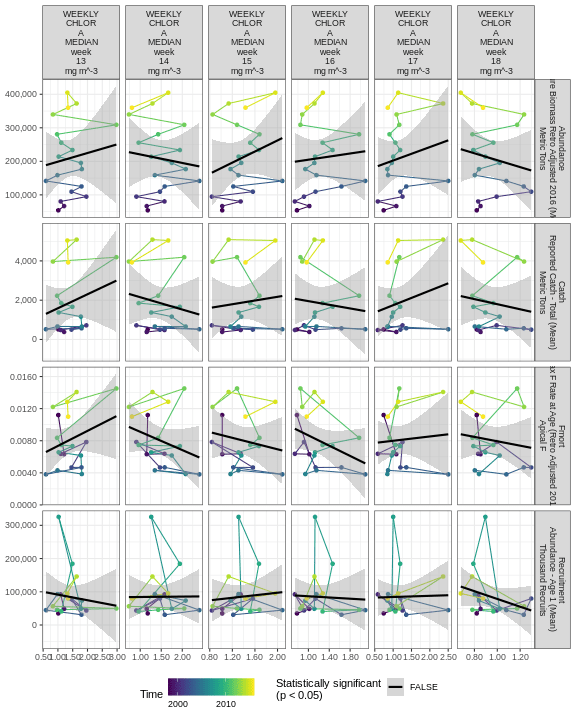 WEEKLY
CHLOR
A
MEDIAN
week
13
mg m^-3
WEEKLY
CHLOR
A
MEDIAN
week
14
mg m^-3
WEEKLY
CHLOR
A
MEDIAN
week
15
mg m^-3
WEEKLY
CHLOR
A
MEDIAN
week
16
mg m^-3
WEEKLY
CHLOR
A
MEDIAN
week
17
mg m^-3
WEEKLY
CHLOR
A
MEDIAN
week
18
mg m^-3
400,000
300,000
200,000
100,000
Abundance
Biomass Retro Adjusted 2016
Metric Tons
4,000
2,000
0
Catch
Reported Catch - Total (Mean)
Metric Tons
0.0160
0.0120
0.0080
0.0040
0.0000
Fmort
F Rate at Age (Retro Adjusted
Apical F
300,000
200,000
100,000
0
Recruitment
Abundance - Age 1 (Mean)
Thousand Recruits
0.50 1.00 1.50 2.00 2.50 3.00
1.00 1.50 2.00
0.80 1.20 1.60 2.00
1.00 1.40 1.80
0.50 1.00 1.50 2.00 2.50
0.80 1.00 1.20
Time
2000 2010
Statistically significant
(p < 0.05)
FALSE